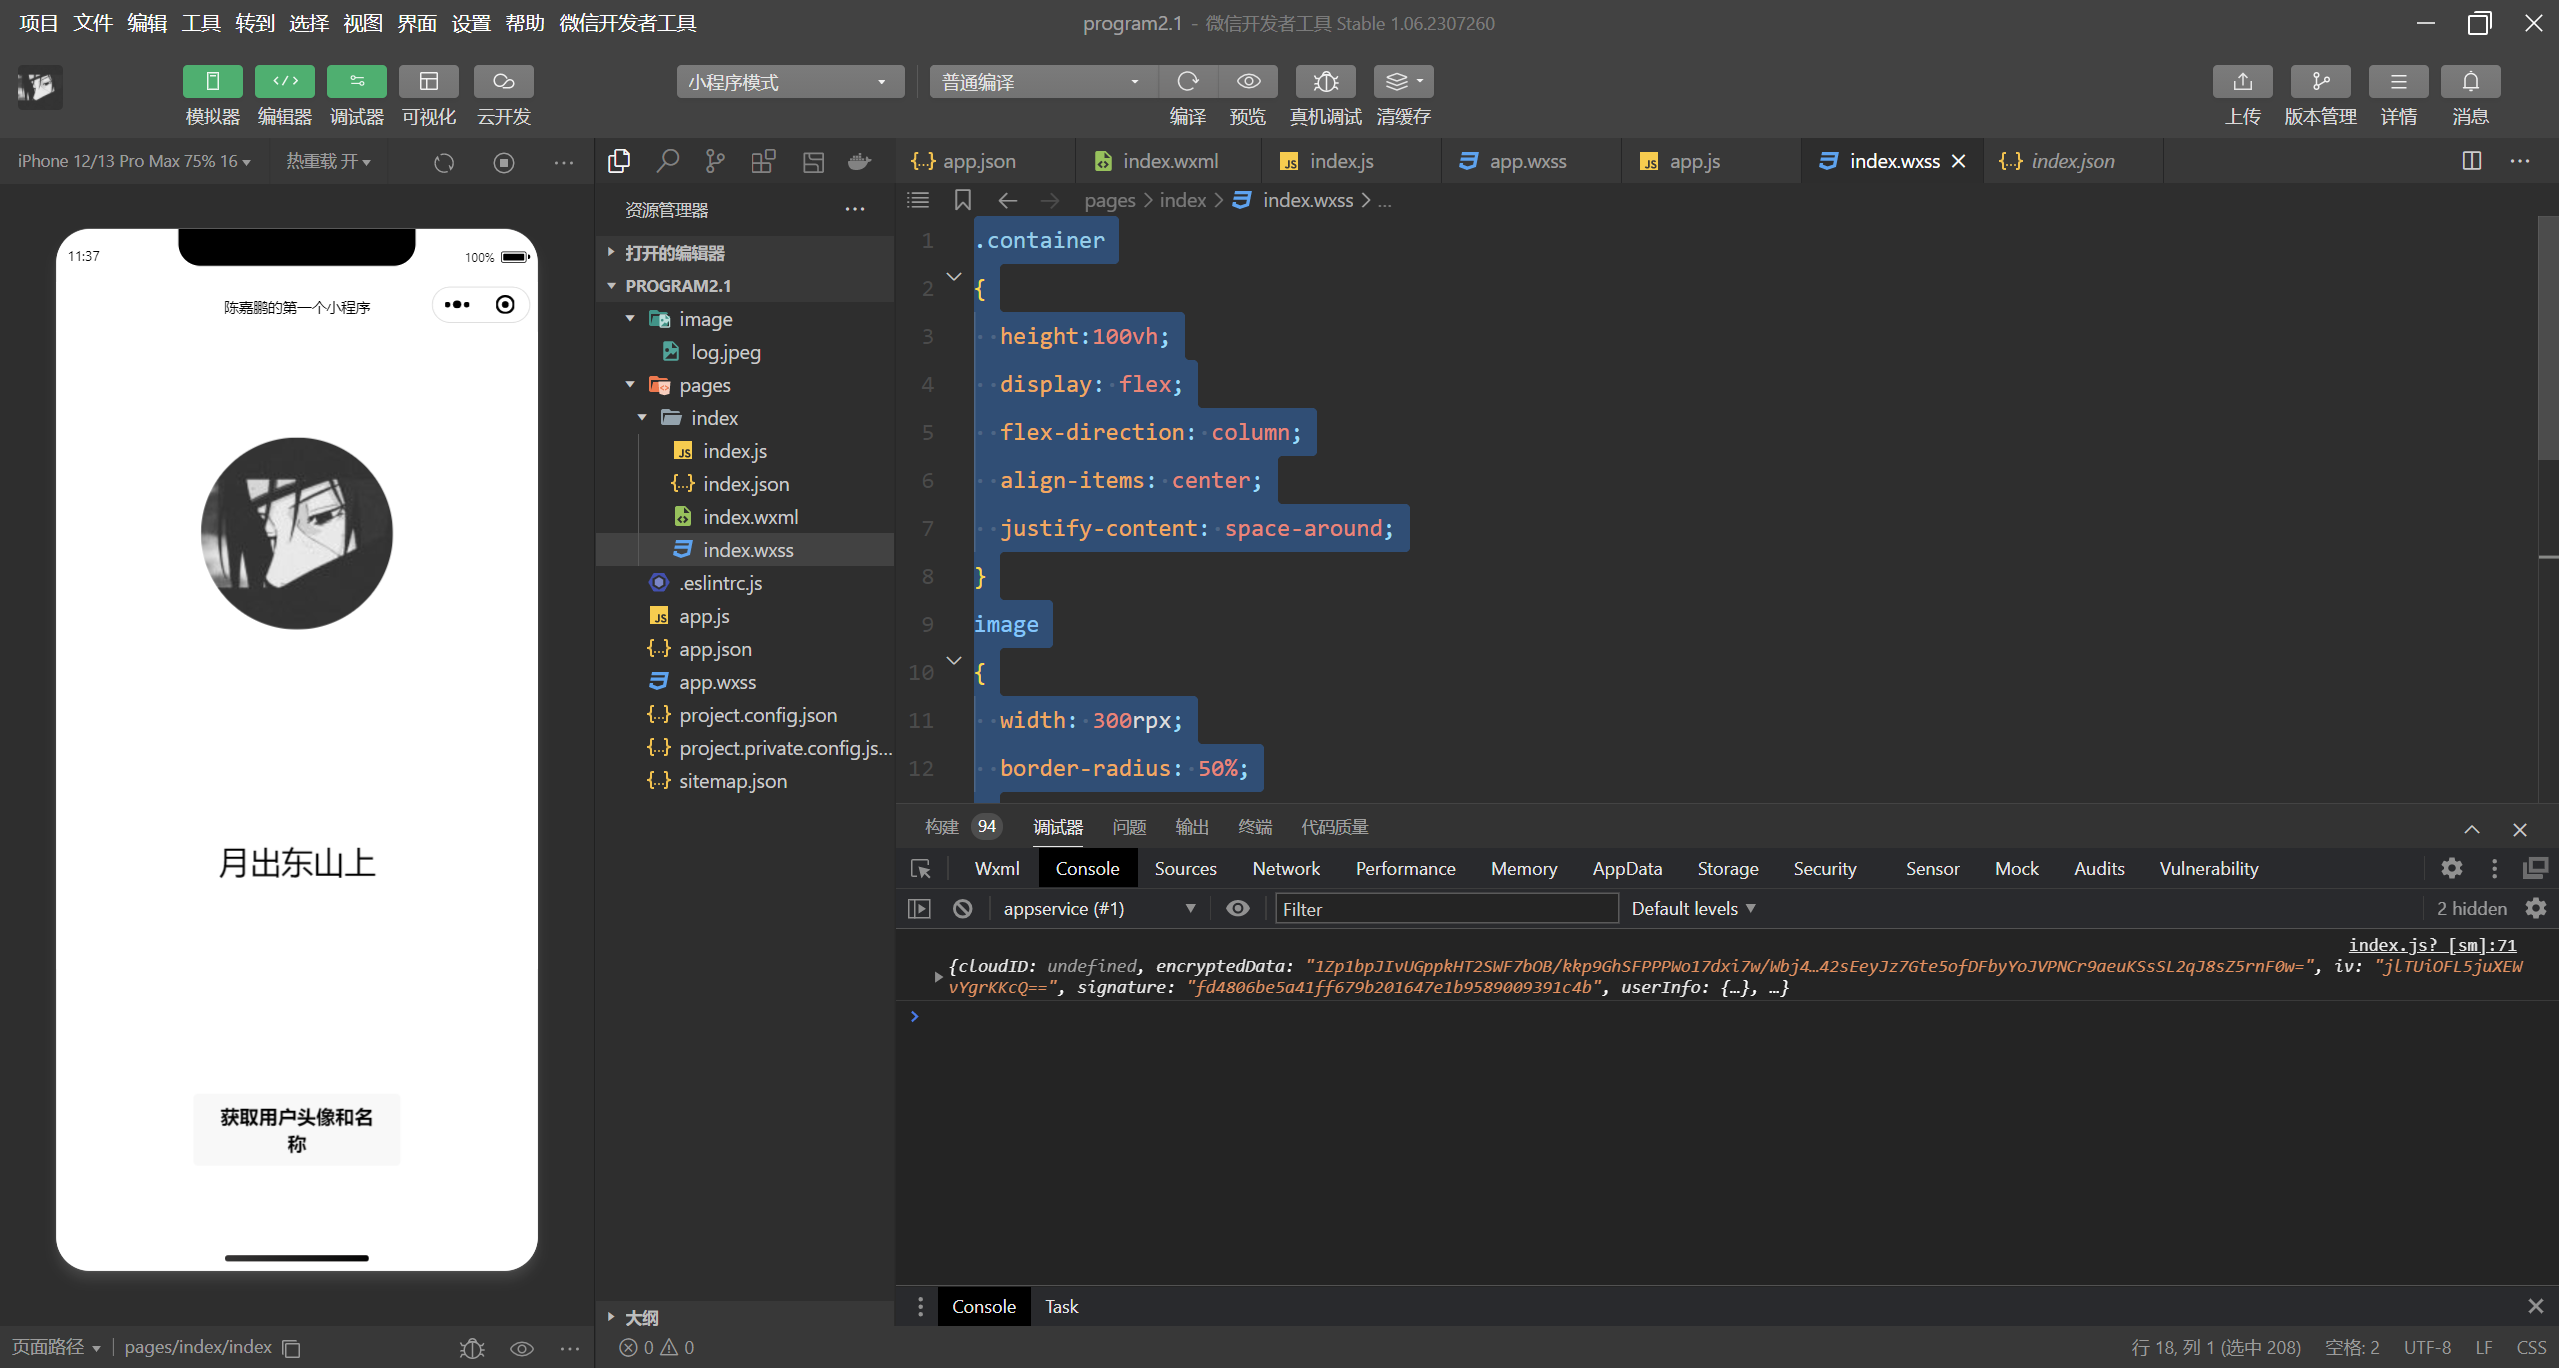 项目 文件 编辑 工具 转到 选择 视图 界面 设置 帮助 微信开发者工具
program2.1 - 微信开发者工具 Stable 1.06.2307260
模拟器 编辑器 调试器 可视化 云开发
小程序模式
普通编译
编译 预览 真机调试 清缓存
上传 版本管理 详情 消息
iPhone 12/13 Pro Max 75% 16
热重载 开
11:37
100%
陈嘉鹏的第一个小程序
月出东山上
获取用户头像和名
称
页面路径
pages/index/index
资源管理器
打开的编辑器
PROGRAM2.1
image
log.jpeg
pages
index
index.js
index.json
index.wxml
index.wxss
.eslintrc.js
app.js
app.json
app.wxss
project.config.json
project.private.config.js...
sitemap.json
大纲
0 0
app.json
index.wxml
index.js
app.wxss
app.js
index.wxss
index.json
pages > index > index.wxss > ...
1 .container
2 {
3 height:100vh;
4 display: flex;
5 flex-direction: column;
6 align-items: center;
7 justify-content: space-around;
8 }
9 image
10 {
11 width: 300rpx;
12 border-radius: 50%;
构建 94 调试器 问题 输出 终端 代码质量
Wxml Console Sources Network Performance Memory AppData Storage Security Sensor Mock Audits Vulnerability
appservice (#1)
Filter
Default levels
2 hidden
index.js? [sm]:71
{cloudID: undefined, encryptedData: "1Zp1bpJIvUGppkHT2SWF7bOB/kkp9GhSFPPPWo17dxi7w/Wbj4…42sEeyJz7Gte5ofDFbyYoJVPNCr9aeuKSsSL2qJ8sZ5rnF0w=", iv: "jlTUiOFL5juXEW
vYgrKKcQ==", signature: "fd4806be5a41ff679b201647e1b9589009391c4b", userInfo: {…}, …}
Console Task
行 18, 列 1 (选中 208) 空格: 2 UTF-8 LF CSS